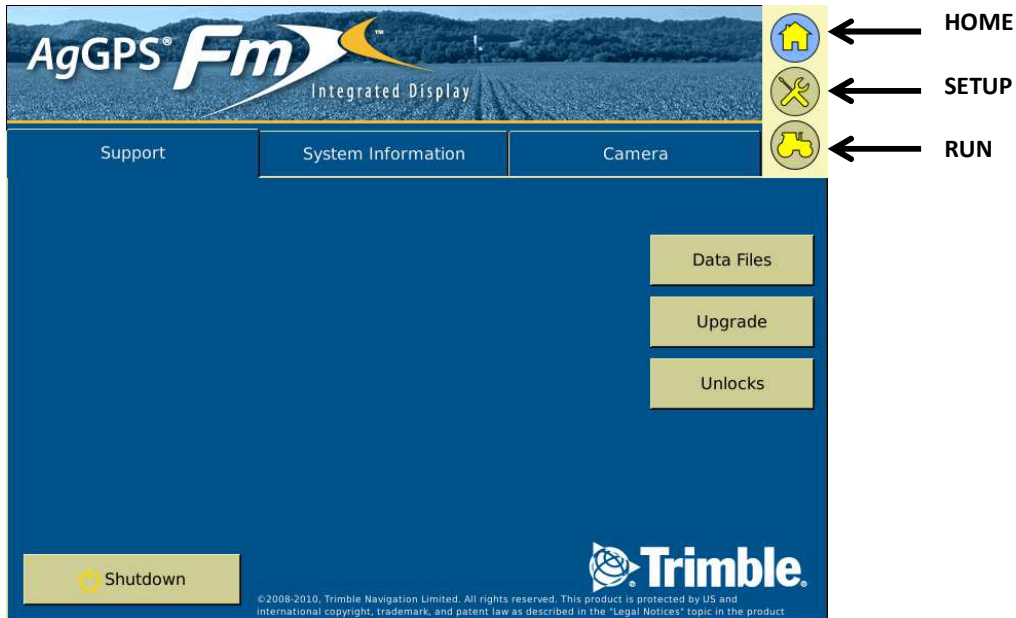 AgGPS® FmX™
Integrated Display
HOME
SETUP
RUN
Support
System Information
Camera
Data Files
Upgrade
Unlocks
Shutdown
Trimble.
©2008-2010, Trimble Navigation Limited. All rights reserved. This product is protected by US and
international copyright, trademark, and patent law as described in the "Legal Notices" topic in the product